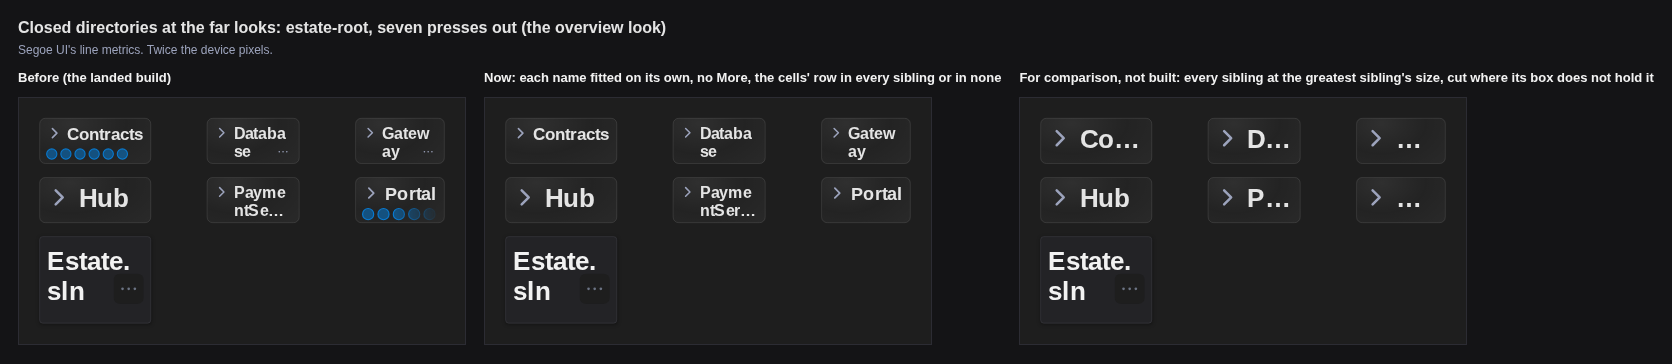 Closed directories at the far looks: estate-root, seven presses out (the overview look)
Segoe UI's line metrics. Twice the device pixels.
Before (the landed build)
Contracts
Databa
se
...
Gatew
ay
...
Hub
Payme
ntSe...
Portal
Estate.
sln
...
Now: each name fitted on its own, no More, the cells' row in every sibling or in none
Contracts
Databa
se
Gatew
ay
Hub
Payme
ntSer...
Portal
Estate.
sln
...
For comparison, not built: every sibling at the greatest sibling's size, cut where its box does not hold it
Co...
D...
...
Hub
P...
...
Estate.
sln
...